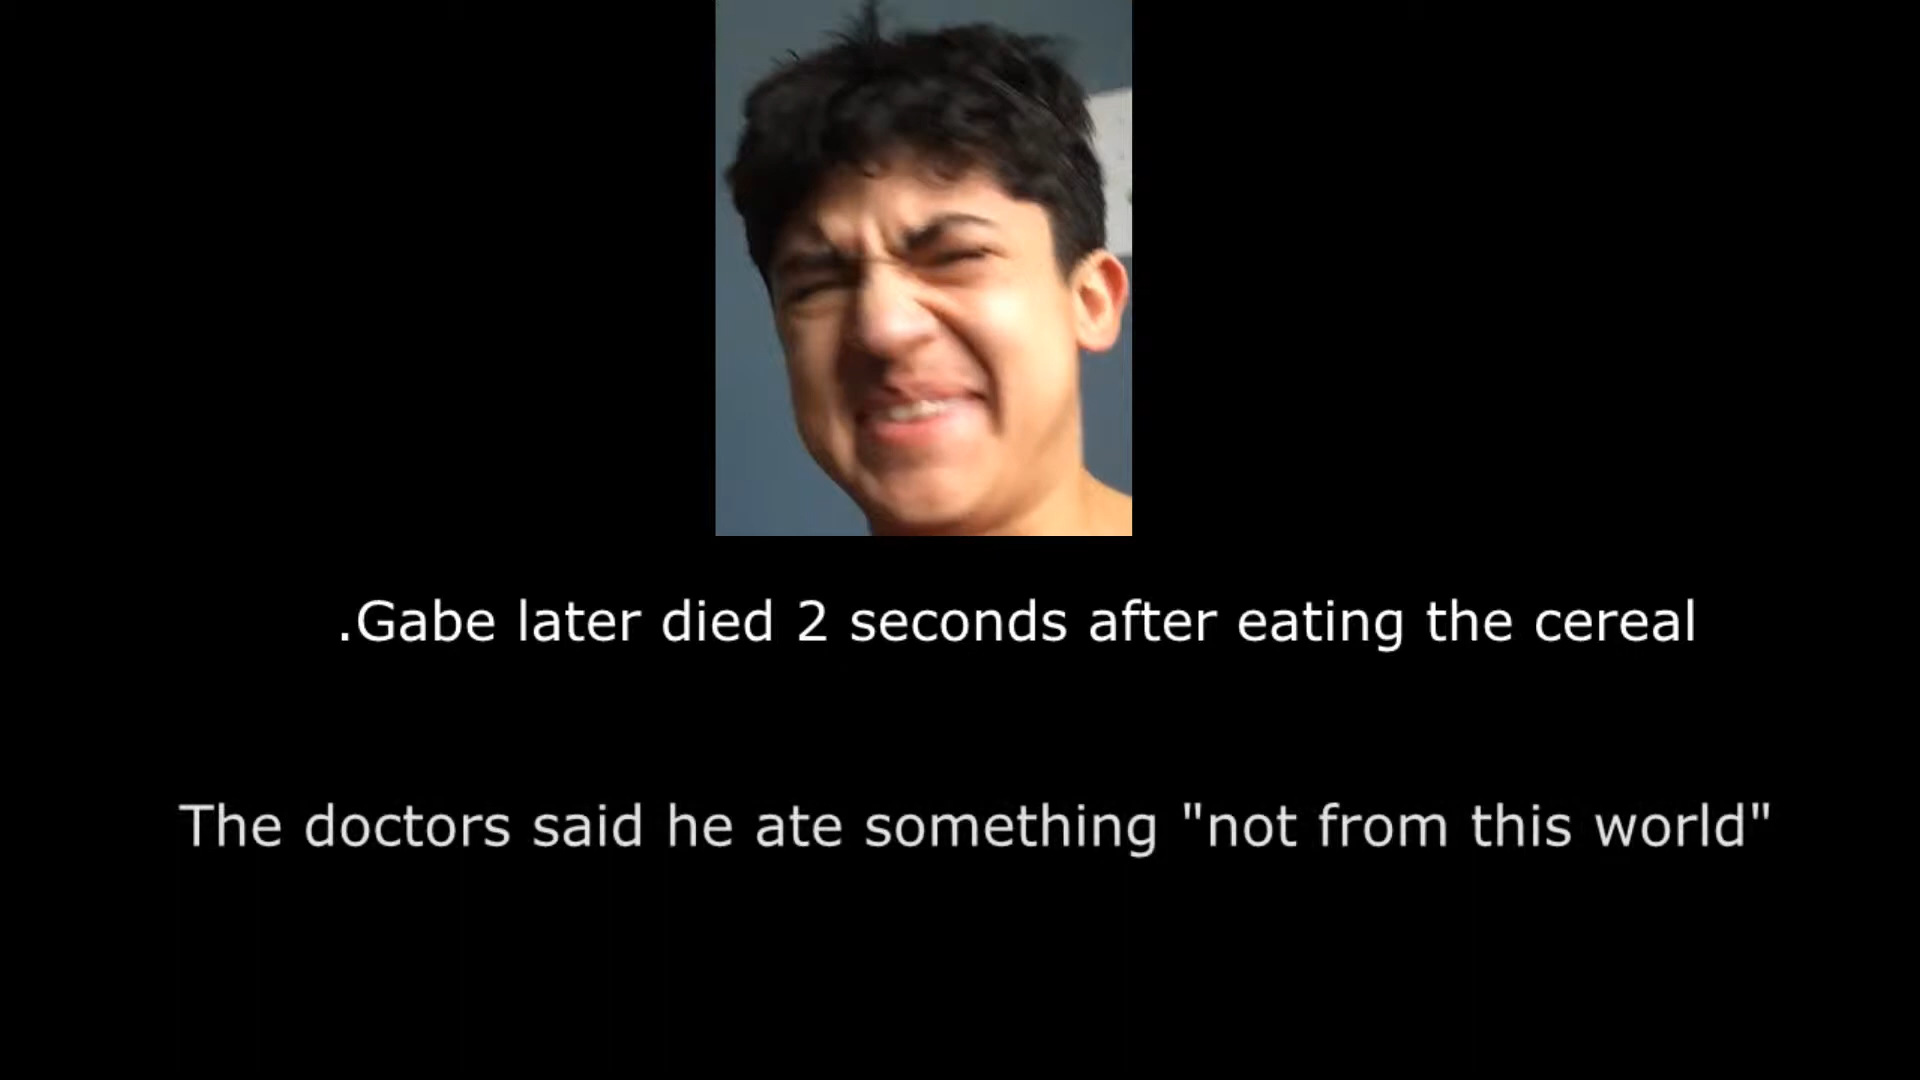 .Gabe later died 2 seconds after eating the cereal
The doctors said he ate something "not from this world"